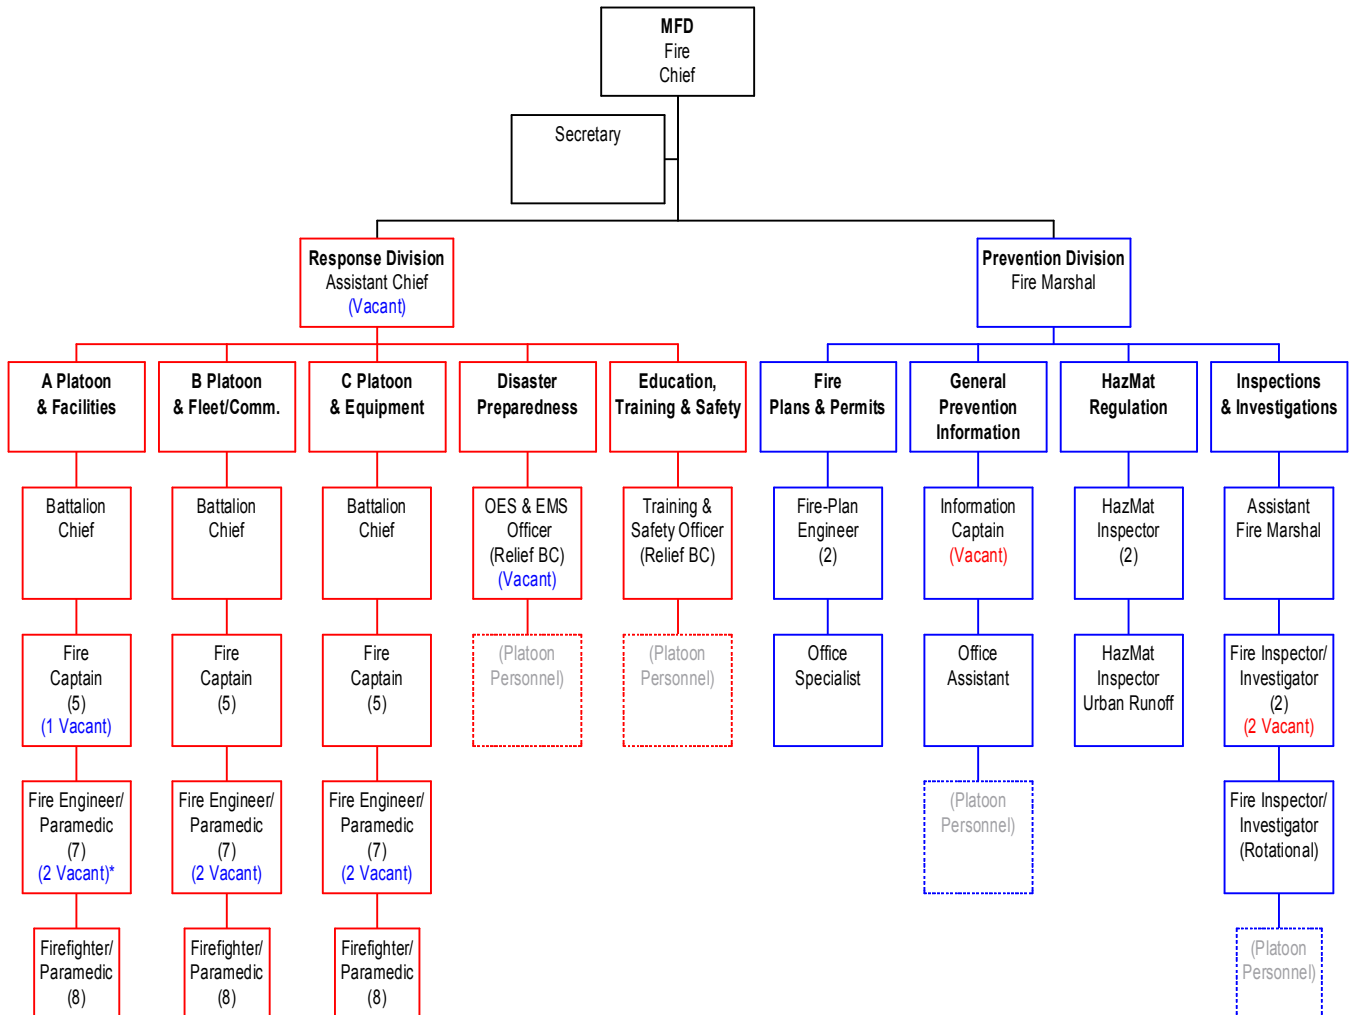 MFD
Fire
Chief
Secretary
Response Division
Assistant Chief
(Vacant)
Prevention Division
Fire Marshal
A Platoon
& Facilities
B Platoon
& Fleet/Comm.
C Platoon
& Equipment
Disaster
Preparedness
Education,
Training & Safety
Fire
Plans & Permits
General
Prevention
Information
HazMat
Regulation
Inspections
& Investigations
Battalion
Chief
Battalion
Chief
Battalion
Chief
OES & EMS
Officer
(Relief BC)
(Vacant)
Training &
Safety Officer
(Relief BC)
Fire-Plan
Engineer
(2)
Information
Captain
(Vacant)
HazMat
Inspector
(2)
Assistant
Fire Marshal
Fire
Captain
(5)
(1 Vacant)
Fire
Captain
(5)
Fire
Captain
(5)
(Platoon
Personnel)
(Platoon
Personnel)
Office
Specialist
Office
Assistant
HazMat
Inspector
Urban Runoff
Fire Inspector/
Investigator
(2)
(2 Vacant)
Fire Engineer/
Paramedic
(7)
(2 Vacant)*
Fire Engineer/
Paramedic
(7)
(2 Vacant)
Fire Engineer/
Paramedic
(7)
(2 Vacant)
(Platoon
Personnel)
Fire Inspector/
Investigator
(Rotational)
Firefighter/
Paramedic
(8)
Firefighter/
Paramedic
(8)
Firefighter/
Paramedic
(8)
(Platoon
Personnel)